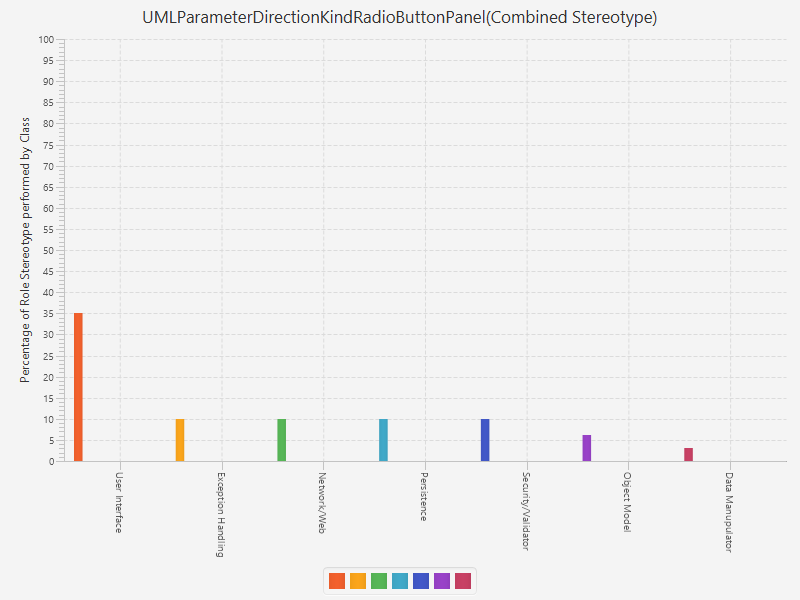 UMLParameterDirectionKindRadioButtonPanel(Combined Stereotype)
Percentage of Role Stereotype performed by Class
100
95
90
85
80
75
70
65
60
55
50
45
40
35
30
25
20
15
10
5
0
User Interface
Exception Handling
Network/Web
Persistence
Security/Validator
Object Model
Data Manupulator